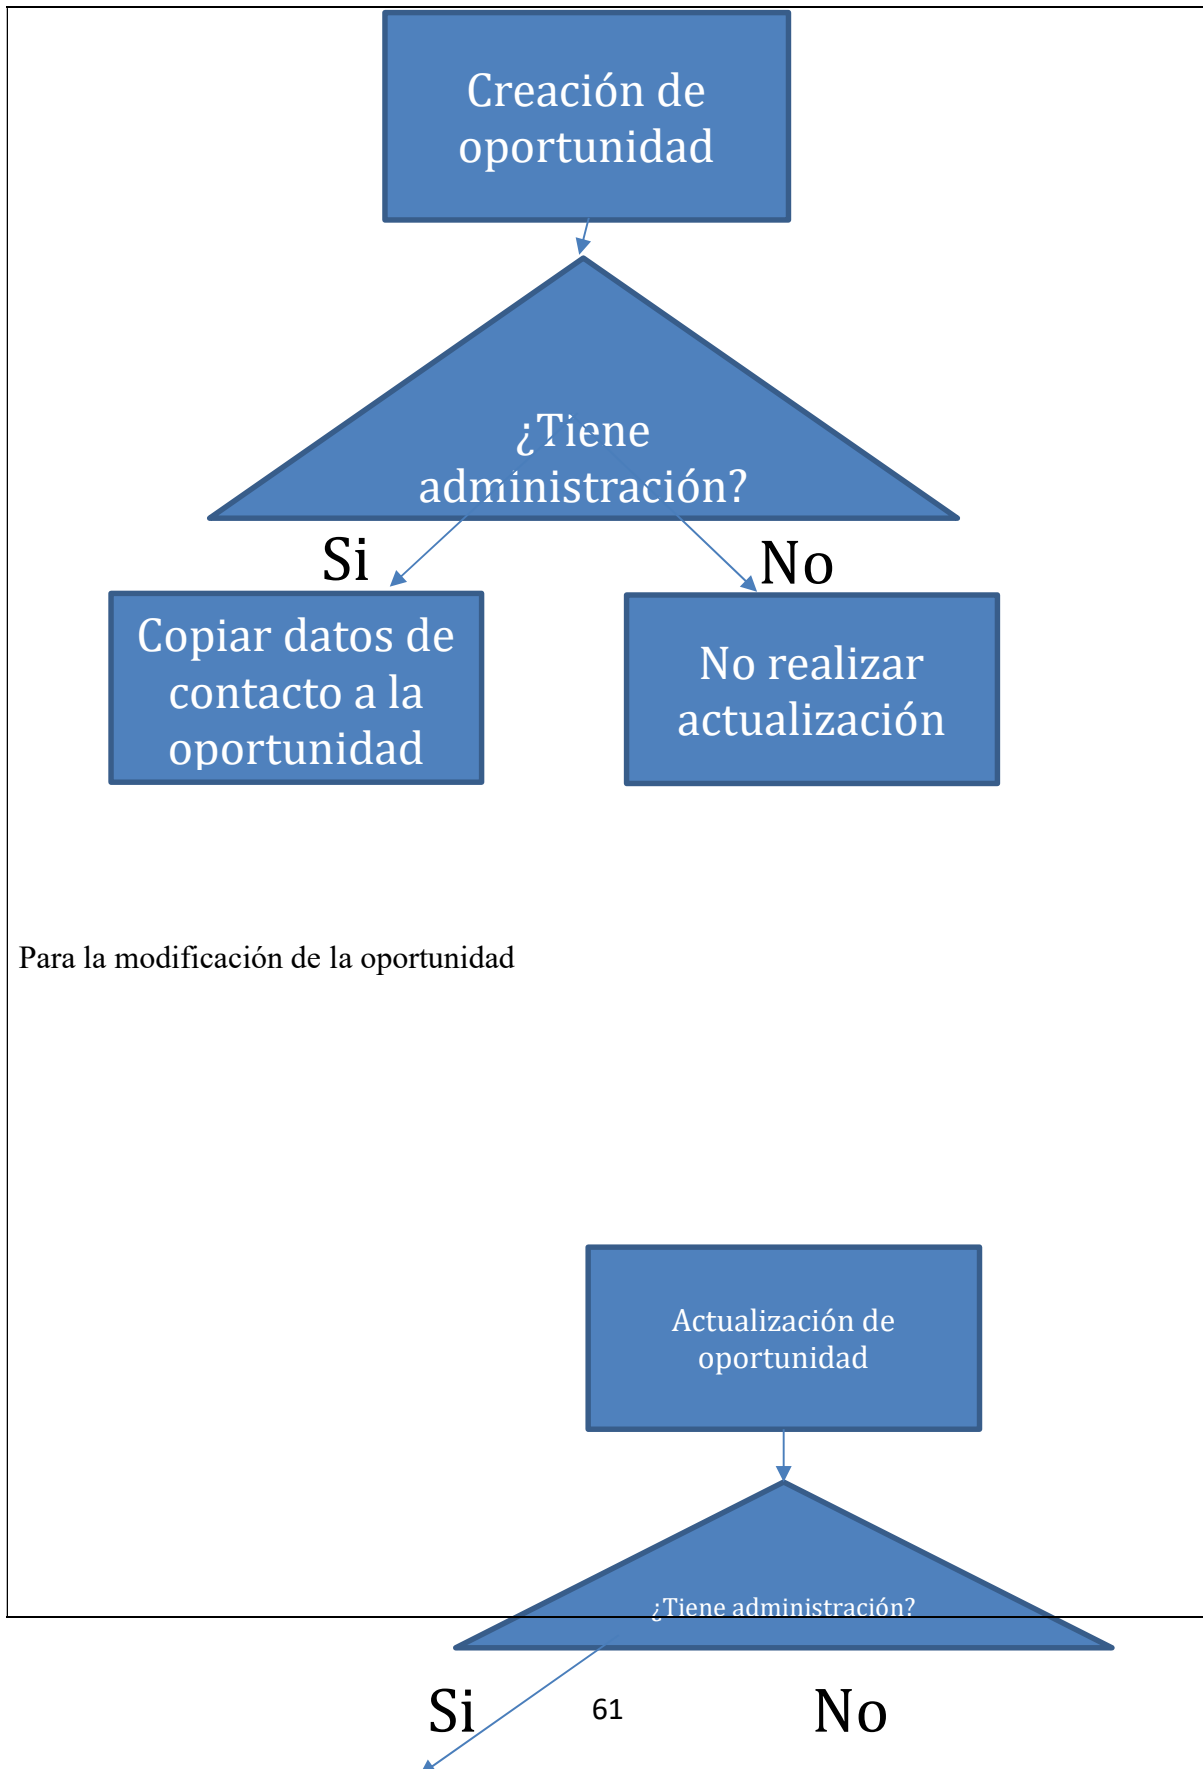 Creación de
oportunidad
¿Tiene
administración?
Si
No
Copiar datos de
contacto a la
oportunidad
No realizar
actualización
Para la modificación de la oportunidad
Actualización de
oportunidad
¿Tiene administración?
Si
61
No